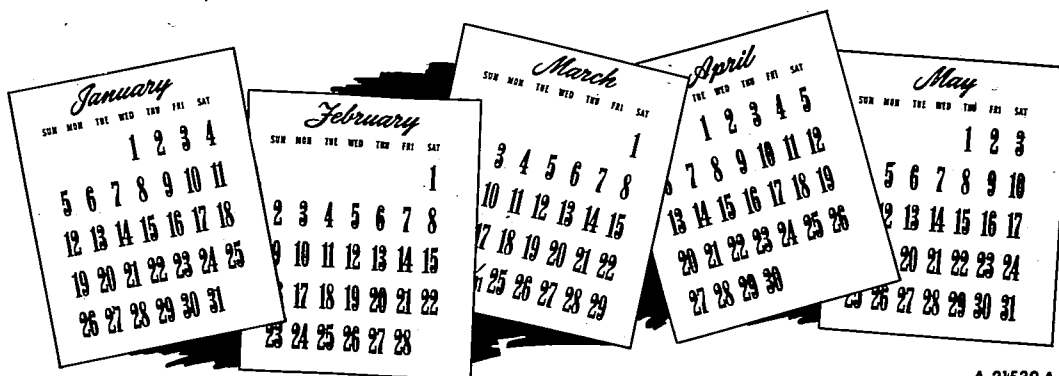 January
SUN MON TUE WED THU FRI SAT
1 2 3 4
5 6 7 8 9 10 11
12 13 14 15 16 17 18
19 20 21 22 23 24 25
26 27 28 29 30 31
February
SUN MON TUE WED THU FRI SAT
1
2 3 4 5 6 7 8
9 10 11 12 13 14 15
17 18 19 20 21 22
23 24 25 26 27 28
March
SUN MON TUE WED THU FRI SAT
1
3 4 5 6 7 8
10 11 12 13 14 15
17 18 19 20 21 22
25 26 27 28 29
April
TUE WED THU FRI SAT
1 2 3 4 5
7 8 9 10 11 12
13 14 15 16 17 18 19
20 21 22 23 24 25 26
27 28 29 30
May
SUN MON TUE WED THU FRI SAT
1 2 3
5 6 7 8 9 10
13 14 15 16 17
20 21 22 23 24
25 26 27 28 29 30 31